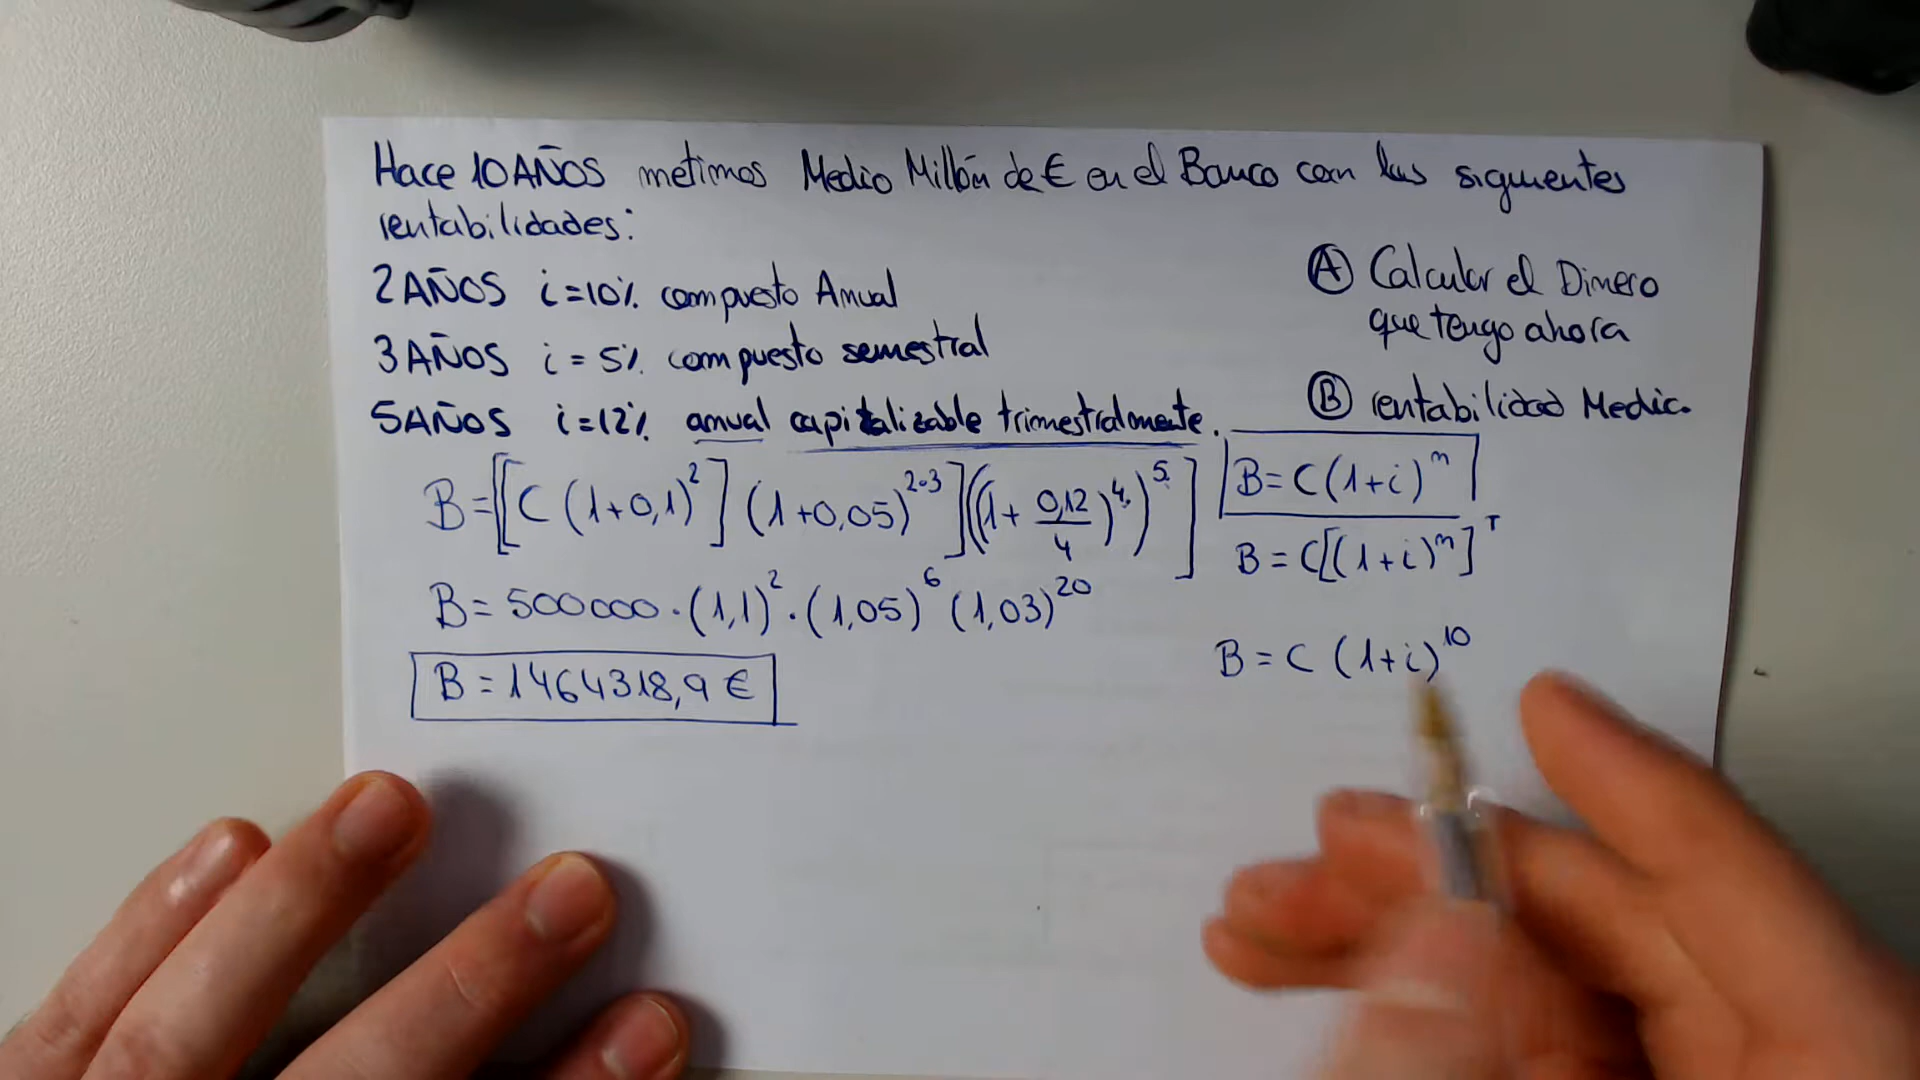 Hace 10 AÑOS metimos Medio Millón de € en el Banco con las siguientes
rentabilidades:
2 AÑOS i=10% compuesto Anual
3 AÑOS i=5% compuesto semestral
5 AÑOS i=12% anual capitalizable trimestralmente.
Ⓐ Calcular el Dinero
que tengo ahora
Ⓑ rentabilidad Media.
B=[[C(1+0,1)²](1+0,05)^2·3]((1+0,12/4)^4)^5]
B=500000·(1,1)²·(1,05)^6(1,03)^20
B=1464318,9€
B=C(1+i)^n
B=C[(1+i)^n]^T
B=C(1+i)^10